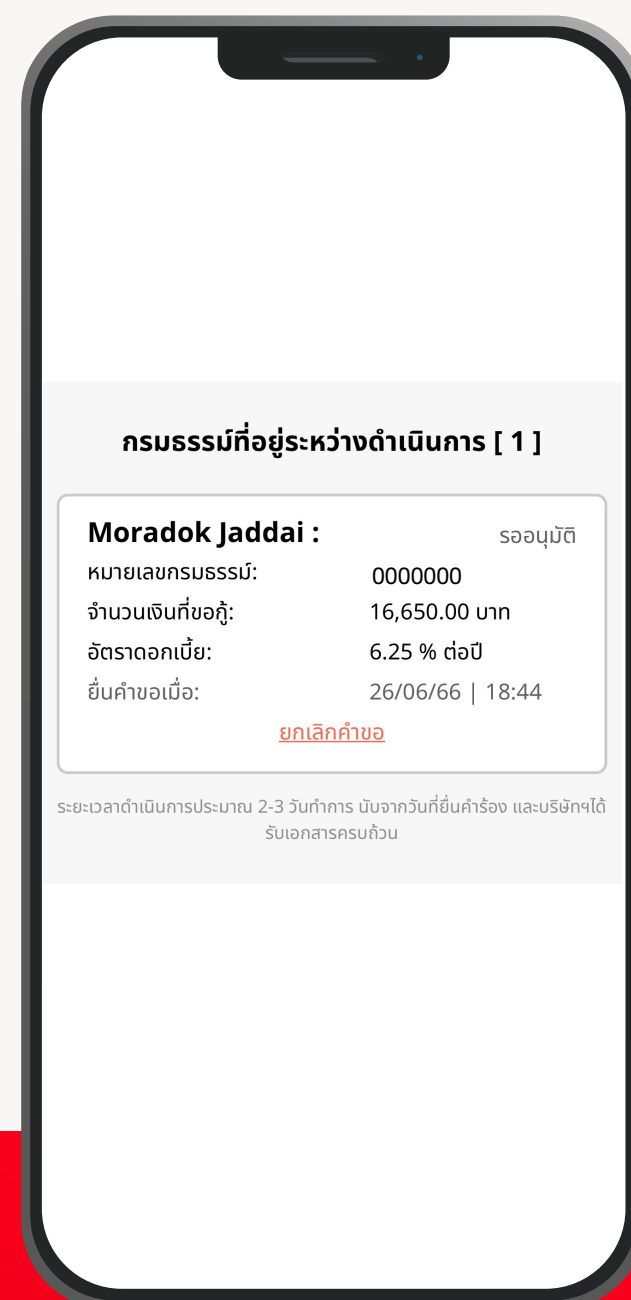 กรมธรรม์ที่อยู่ระหว่างดำเนินการ [ 1 ]
Moradok Jaddai : รออนุมัติ
หมายเลขกรมธรรม์: 0000000
จำนวนเงินที่ขอกู้: 16,650.00 บาท
อัตราดอกเบี้ย: 6.25 % ต่อปี
ยื่นคำขอเมื่อ: 26/06/66 | 18:44
ยกเลิกคำขอ
ระยะเวลาดำเนินการประมาณ 2-3 วันทำการ นับจากวันที่ยื่นคำร้อง และบริษัทฯได้
รับเอกสารครบถ้วน